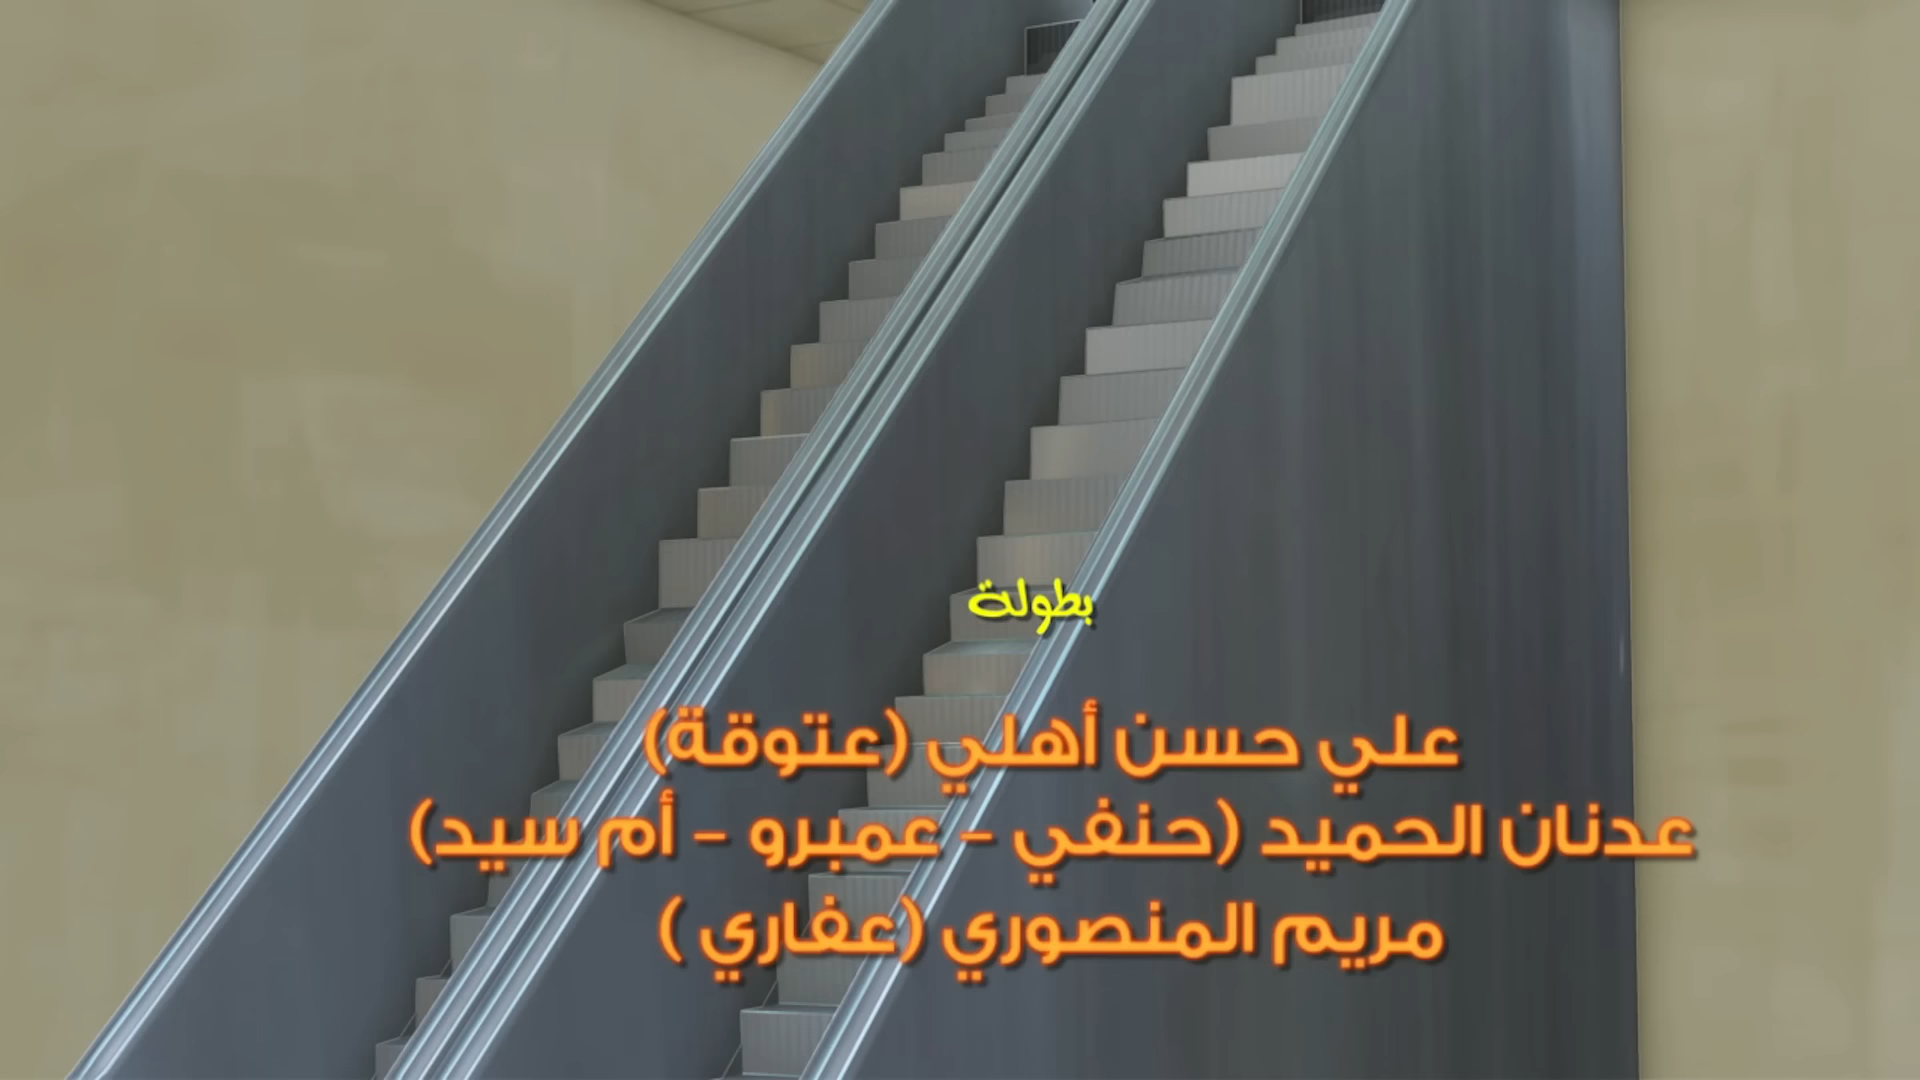 بطولة
علي حسن أهلي (عتوقة)
عدنان الحميد (حنفي - عمبرو - أم سيد)
مريم المنصوري (عفاري )